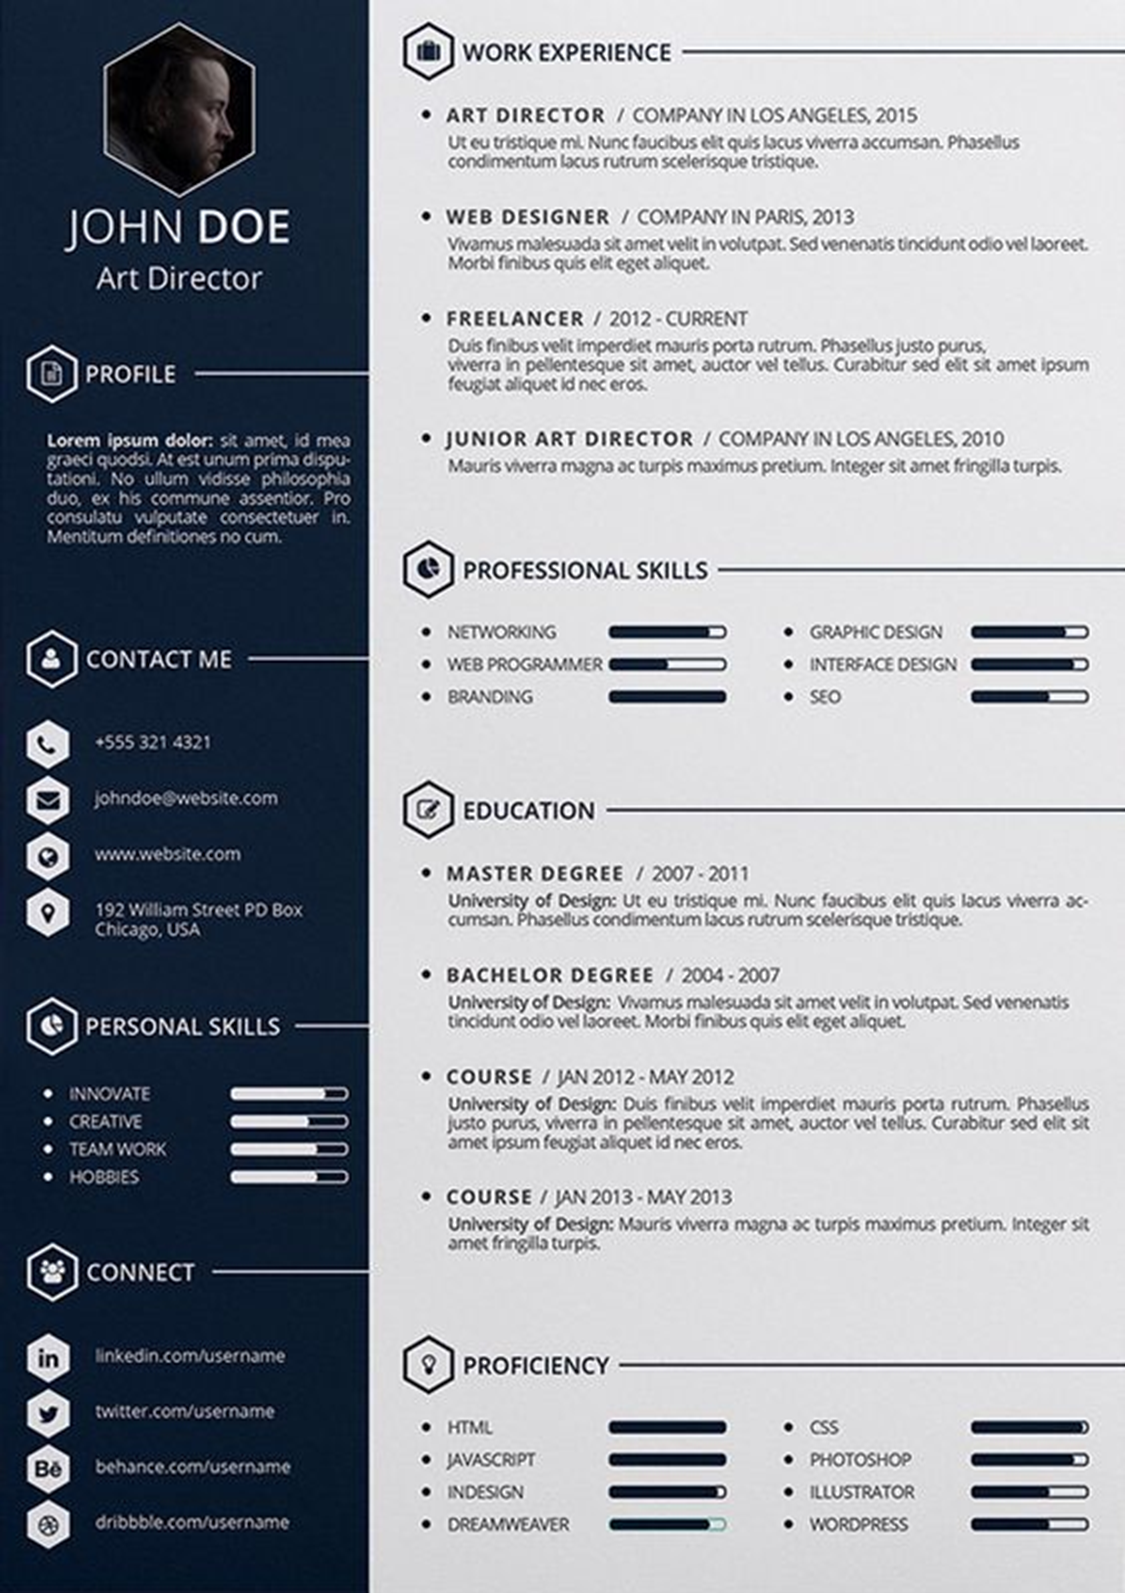 JOHN DOE
Art Director
PROFILE
Lorem ipsum dolor: sit amet, id mea
graeci quodsi. At est unum prima dispu-
tationi. No ullum vidisse philosophia
duo, ex his commune assentior. Pro
consulatu vulputate consectetuer in.
Mentitum definitiones no cum.
CONTACT ME
+555 321 4321
johndoe@website.com
www.website.com
192 William Street PD Box
Chicago, USA
PERSONAL SKILLS
INNOVATE
CREATIVE
TEAM WORK
HOBBIES
CONNECT
in linkedin.com/username
twitter.com/username
Bē behance.com/username
dribbble.com/username
WORK EXPERIENCE
ART DIRECTOR / COMPANY IN LOS ANGELES, 2015
Ut eu tristique mi. Nunc faucibus elit quis lacus viverra accumsan. Phasellus
condimentum lacus rutrum scelerisque tristique.
WEB DESIGNER / COMPANY IN PARIS, 2013
Vivamus malesuada sit amet velit in volutpat. Sed venenatis tincidunt odio vel laoreet.
Morbi finibus quis elit eget aliquet.
FREELANCER / 2012 - CURRENT
Duis finibus velit imperdiet mauris porta rutrum. Phasellus justo purus,
viverra in pellentesque sit amet, auctor vel tellus. Curabitur sed elit sit amet ipsum
feugiat aliquet id nec eros.
JUNIOR ART DIRECTOR / COMPANY IN LOS ANGELES, 2010
Mauris viverra magna ac turpis maximus pretium. Integer sit amet fringilla turpis.
PROFESSIONAL SKILLS
NETWORKING
WEB PROGRAMMER
BRANDING
GRAPHIC DESIGN
INTERFACE DESIGN
SEO
EDUCATION
MASTER DEGREE / 2007 - 2011
University of Design: Ut eu tristique mi. Nunc faucibus elit quis lacus viverra ac-
cumsan. Phasellus condimentum lacus rutrum scelerisque tristique.
BACHELOR DEGREE / 2004 - 2007
University of Design: Vivamus malesuada sit amet velit in volutpat. Sed venenatis
tincidunt odio vel laoreet. Morbi finibus quis elit eget aliquet.
COURSE / JAN 2012 - MAY 2012
University of Design: Duis finibus velit imperdiet mauris porta rutrum. Phasellus
justo purus, viverra in pellentesque sit amet, auctor vel tellus. Curabitur sed elit sit
amet ipsum feugiat aliquet id nec eros.
COURSE / JAN 2013 - MAY 2013
University of Design: Mauris viverra magna ac turpis maximus pretium. Integer sit
amet fringilla turpis.
PROFICIENCY
HTML
JAVASCRIPT
INDESIGN
DREAMWEAVER
CSS
PHOTOSHOP
ILLUSTRATOR
WORDPRESS